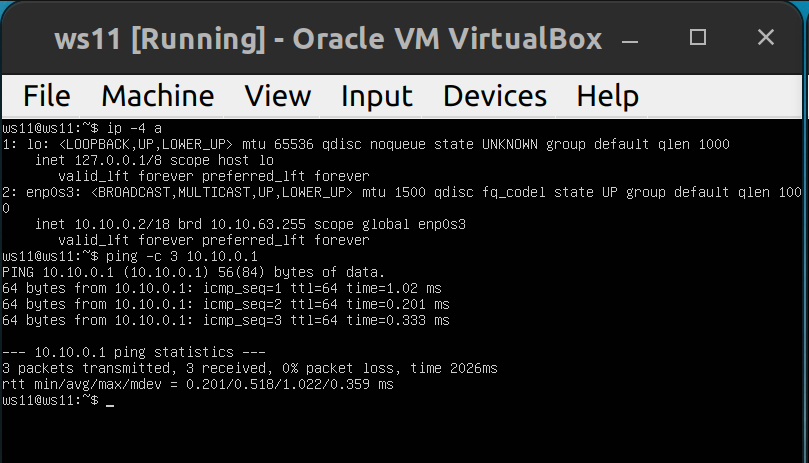 ws11 [Running] - Oracle VM VirtualBox
File Machine View Input Devices Help
ws11@ws11:~$ ip -4 a
1: lo: <LOOPBACK,UP,LOWER_UP> mtu 65536 qdisc noqueue state UNKNOWN group default qlen 1000
    inet 127.0.0.1/8 scope host lo
       valid_lft forever preferred_lft forever
2: enp0s3: <BROADCAST,MULTICAST,UP,LOWER_UP> mtu 1500 qdisc fq_codel state UP group default qlen 100
0
    inet 10.10.0.2/18 brd 10.10.63.255 scope global enp0s3
       valid_lft forever preferred_lft forever
ws11@ws11:~$ ping -c 3 10.10.0.1
PING 10.10.0.1 (10.10.0.1) 56(84) bytes of data.
64 bytes from 10.10.0.1: icmp_seq=1 ttl=64 time=1.02 ms
64 bytes from 10.10.0.1: icmp_seq=2 ttl=64 time=0.201 ms
64 bytes from 10.10.0.1: icmp_seq=3 ttl=64 time=0.333 ms

--- 10.10.0.1 ping statistics ---
3 packets transmitted, 3 received, 0% packet loss, time 2026ms
rtt min/avg/max/mdev = 0.201/0.518/1.022/0.359 ms
ws11@ws11:~$ _